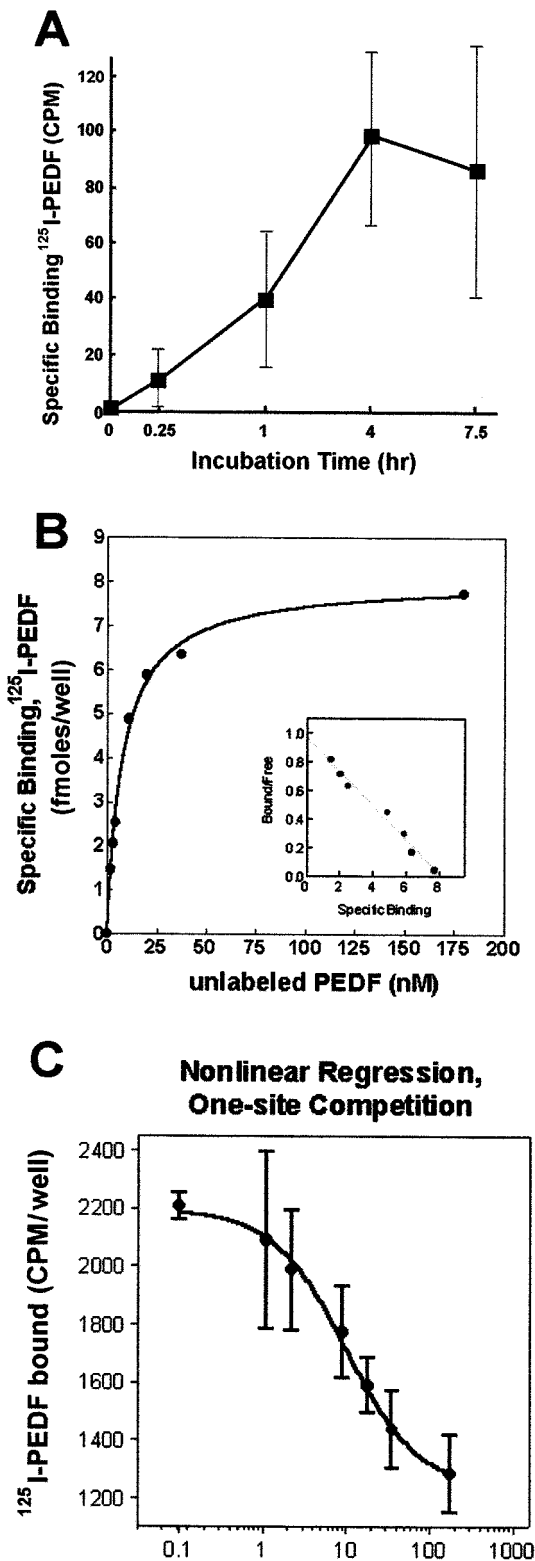 A
Specific Binding ¹²⁵I-PEDF (CPM)
120
100
80
60
40
20
0
0 0.25 1 4 7.5
Incubation Time (hr)
B
Specific Binding, ¹²⁵I-PEDF
(fmoles/well)
9
8
7
6
5
4
3
2
1
0
0 25 50 75 100 125 150 175 200
unlabeled PEDF (nM)
Bound/Free
1.0
0.8
0.6
0.4
0.2
0.0
0 2 4 6 8
Specific Binding
C
Nonlinear Regression,
One-site Competition
¹²⁵I-PEDF bound (CPM/well)
2400
2200
2000
1800
1600
1400
1200
0.1 1 10 100 1000